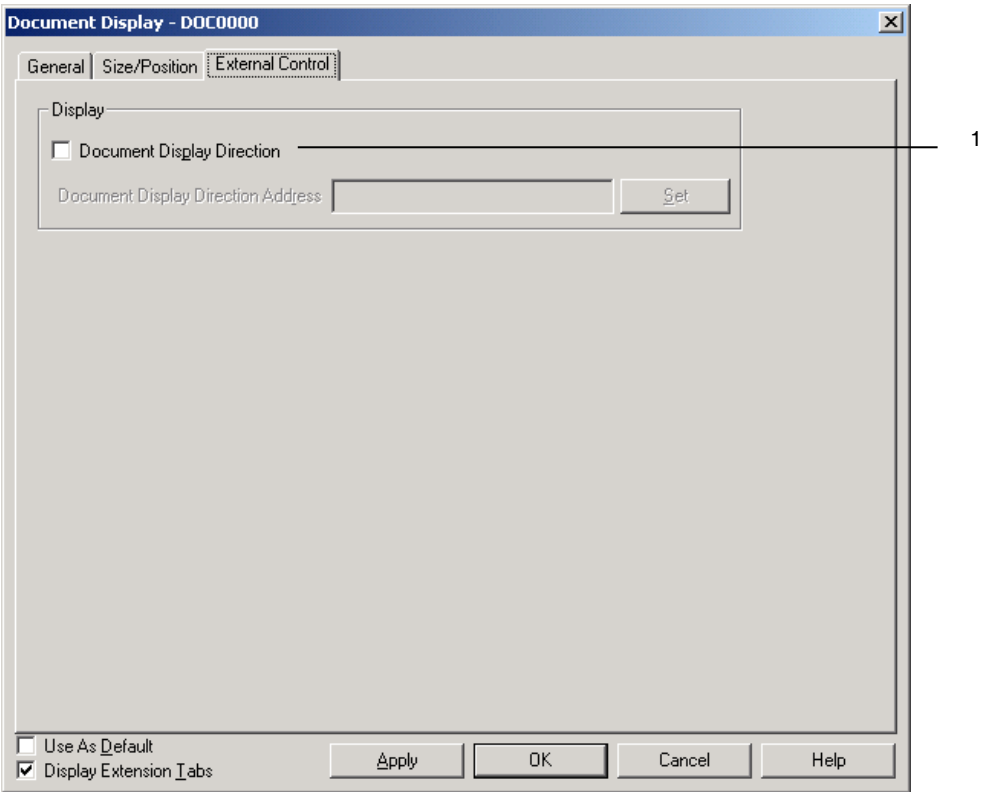 Document Display - DOC0000
General Size/Position External Control
Display
Document Display Direction
1
Document Display Direction Address Set
Use As Default
Display Extension Tabs
Apply OK Cancel Help